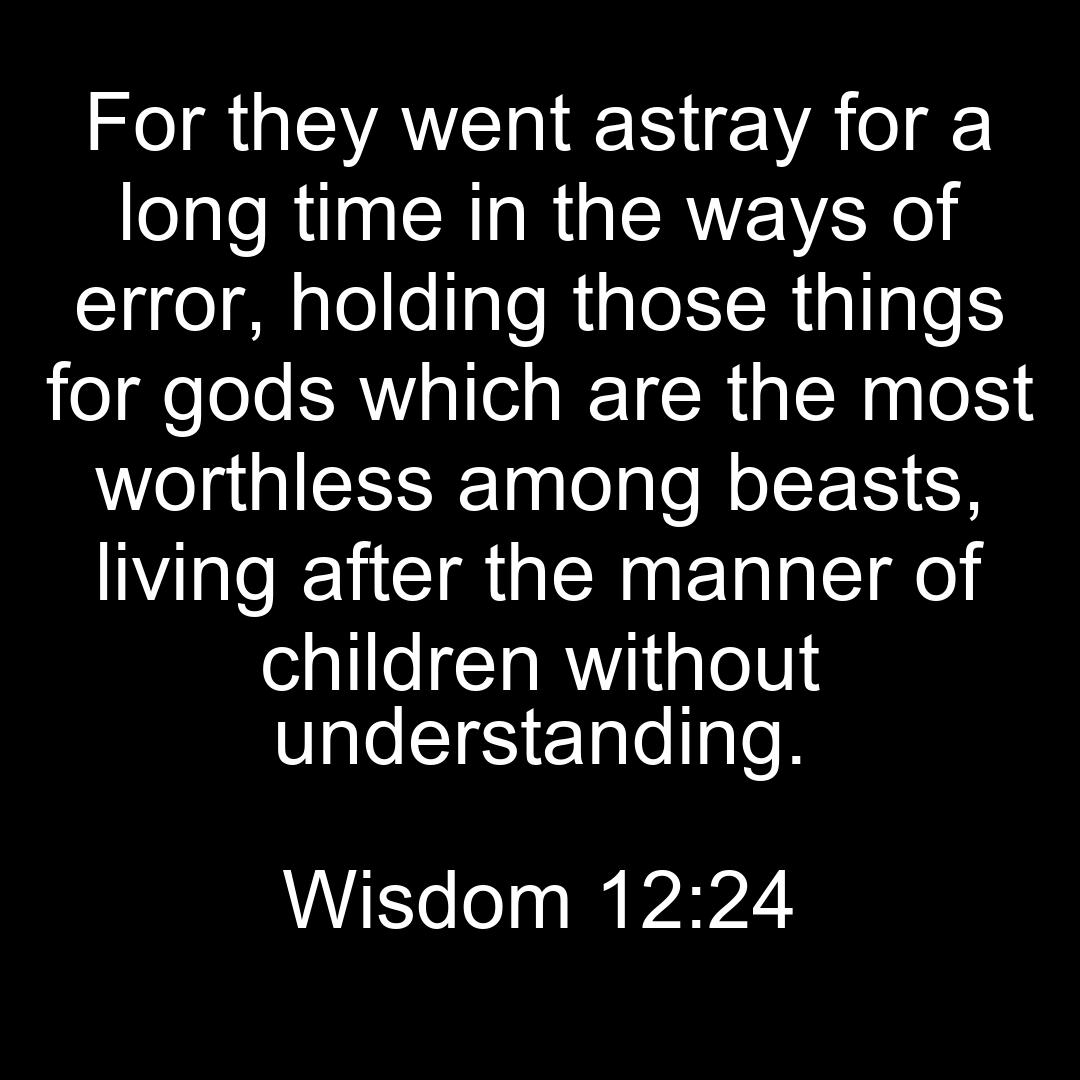 For they went astray for a
long time in the ways of
error, holding those things
for gods which are the most
worthless among beasts,
living after the manner of
children without
understanding.
Wisdom 12:24